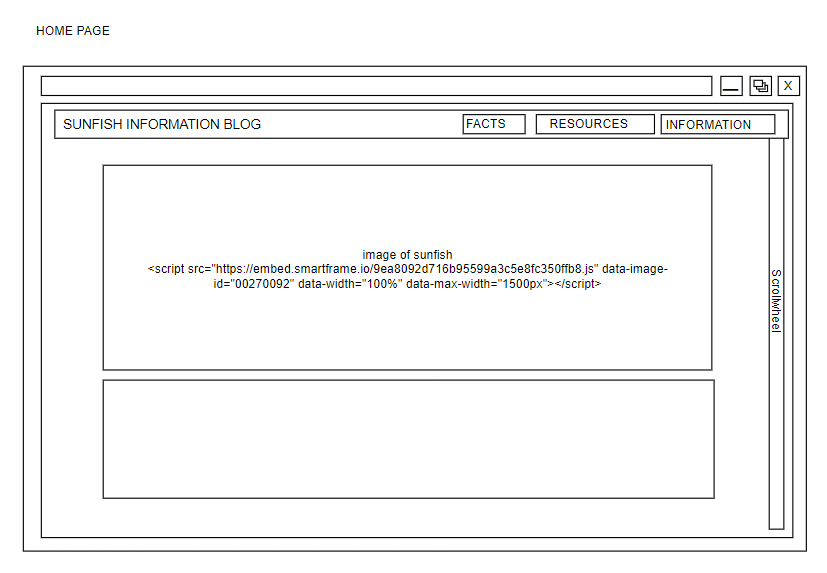 HOME PAGE
X
SUNFISH INFORMATION BLOG FACTS RESOURCES INFORMATION
image of sunfish
<script src="https://embed.smartframe.io/9ea8092d716b95599a3c5e8fc350ffb8.js" data-image-
id="00270092" data-width="100%" data-max-width="1500px"></script>
Scrollwheel